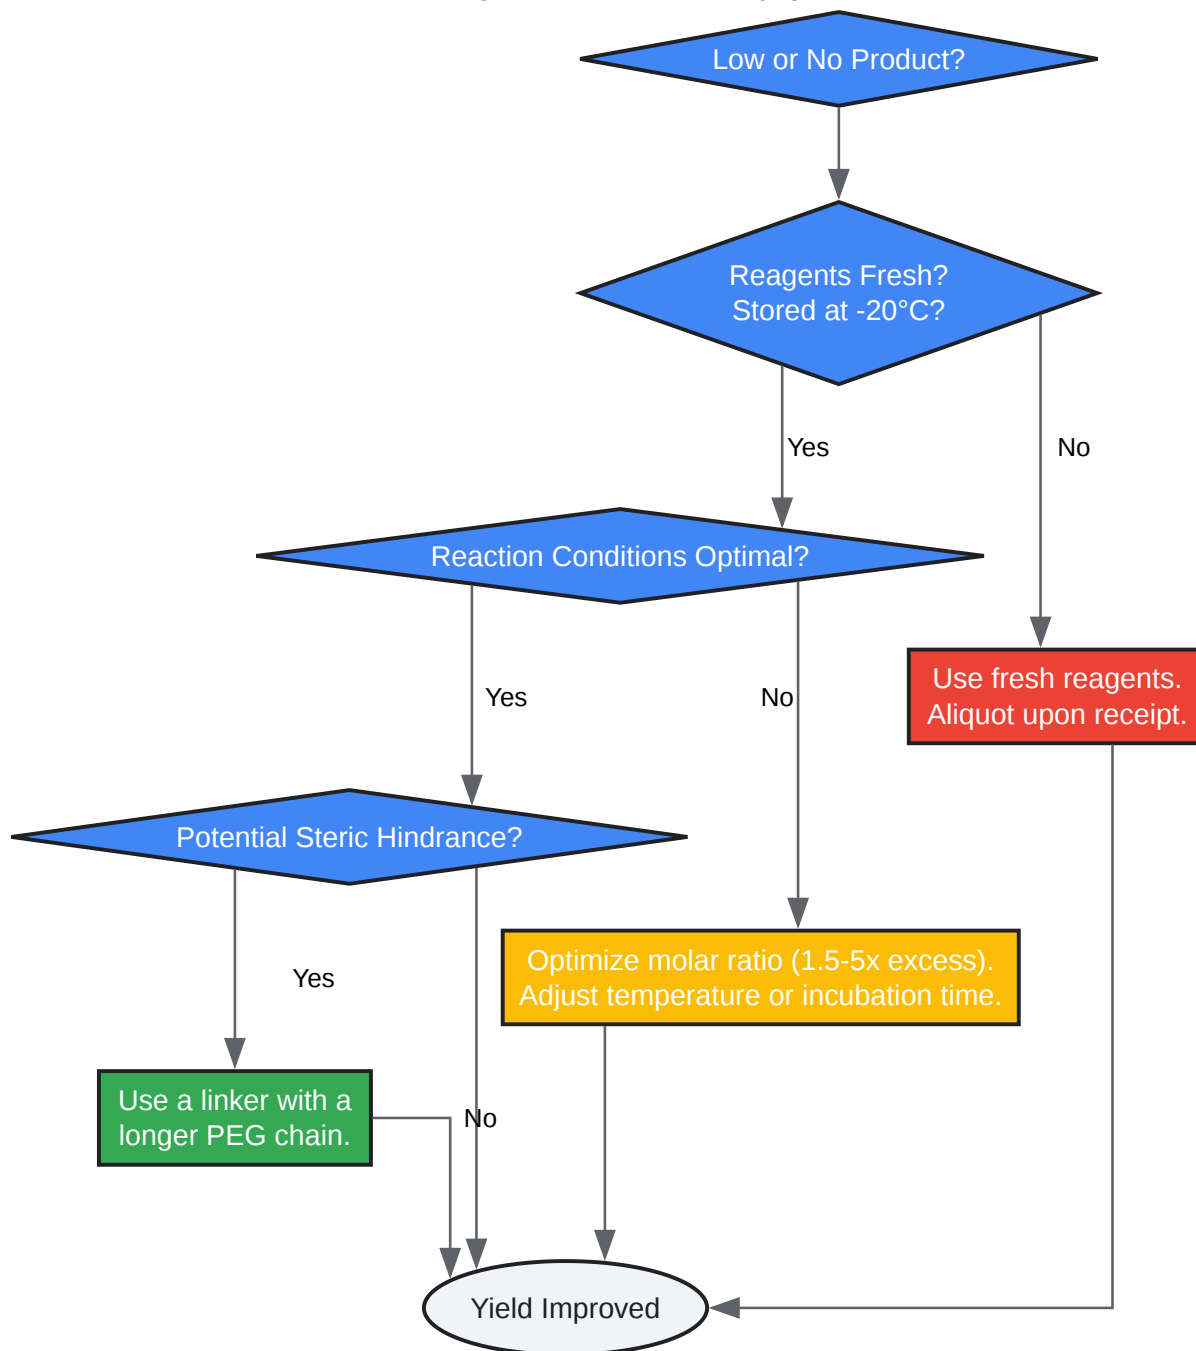 Low or No Product?
Reagents Fresh?
Stored at -20°C?
Yes
No
Reaction Conditions Optimal?
Use fresh reagents.
Aliquot upon receipt.
Yes
No
Potential Steric Hindrance?
Optimize molar ratio (1.5-5x excess).
Adjust temperature or incubation time.
Yes
Use a linker with a
longer PEG chain.
No
Yield Improved